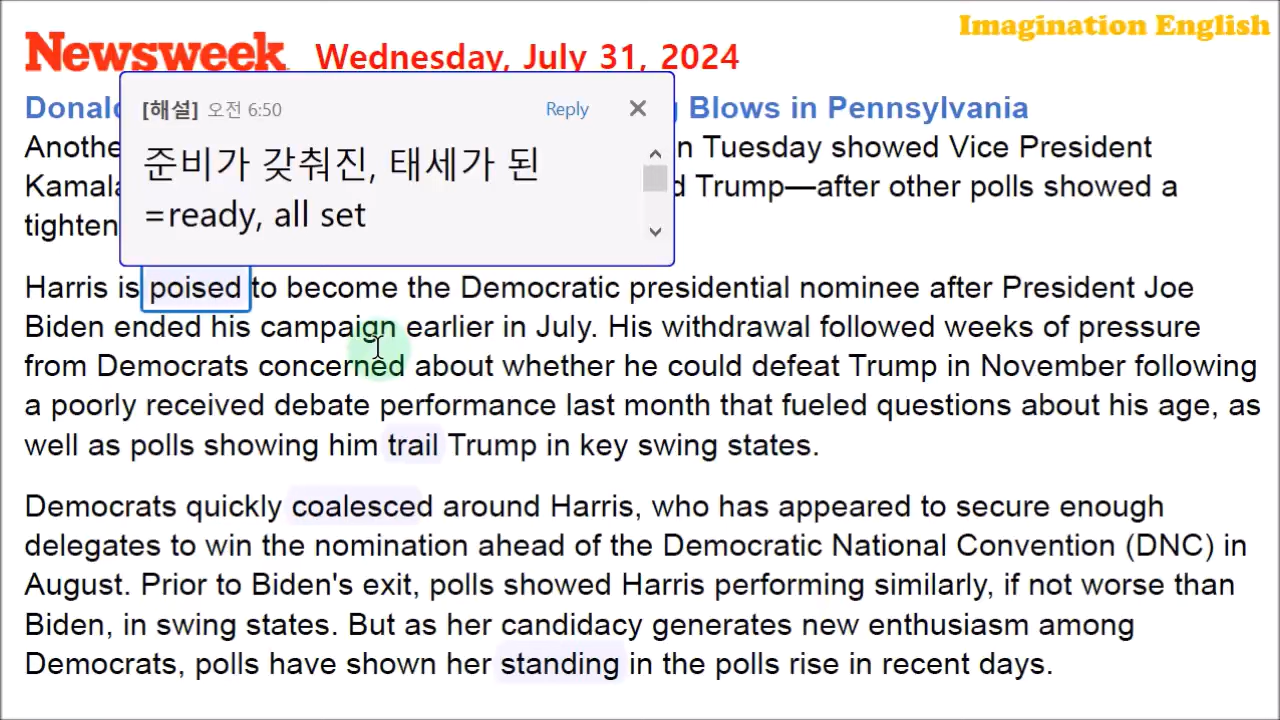 Imagination English
Newsweek Wednesday, July 31, 2024
[해설] 오전 6:50 Reply
준비가 갖춰진, 태세가 된
=ready, all set
Blows in Pennsylvania
n Tuesday showed Vice President
Trump—after other polls showed a
Harris is poised to become the Democratic presidential nominee after President Joe
Biden ended his campaign earlier in July. His withdrawal followed weeks of pressure
from Democrats concerned about whether he could defeat Trump in November following
a poorly received debate performance last month that fueled questions about his age, as
well as polls showing him trail Trump in key swing states.
Democrats quickly coalesced around Harris, who has appeared to secure enough
delegates to win the nomination ahead of the Democratic National Convention (DNC) in
August. Prior to Biden's exit, polls showed Harris performing similarly, if not worse than
Biden, in swing states. But as her candidacy generates new enthusiasm among
Democrats, polls have shown her standing in the polls rise in recent days.